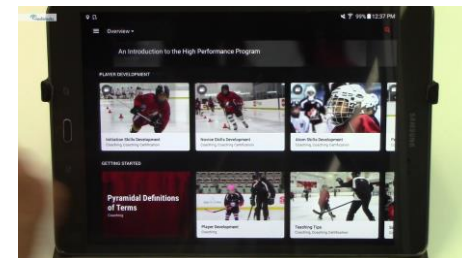 99% 12:37 PM
Overview
An Introduction to the High Performance Program
PLAYER DEVELOPMENT
Initiation Skills Development
Coaching, Coaching Certification
Novice Skills Development
Coaching, Coaching Certification
Atom Skills Development
Coaching, Coaching Certification
GETTING STARTED
Pyramidal Definitions
of Terms
Coaching
Player Development
Coaching
Teaching Tips
Coaching, Coaching Certification
SAMSUNG